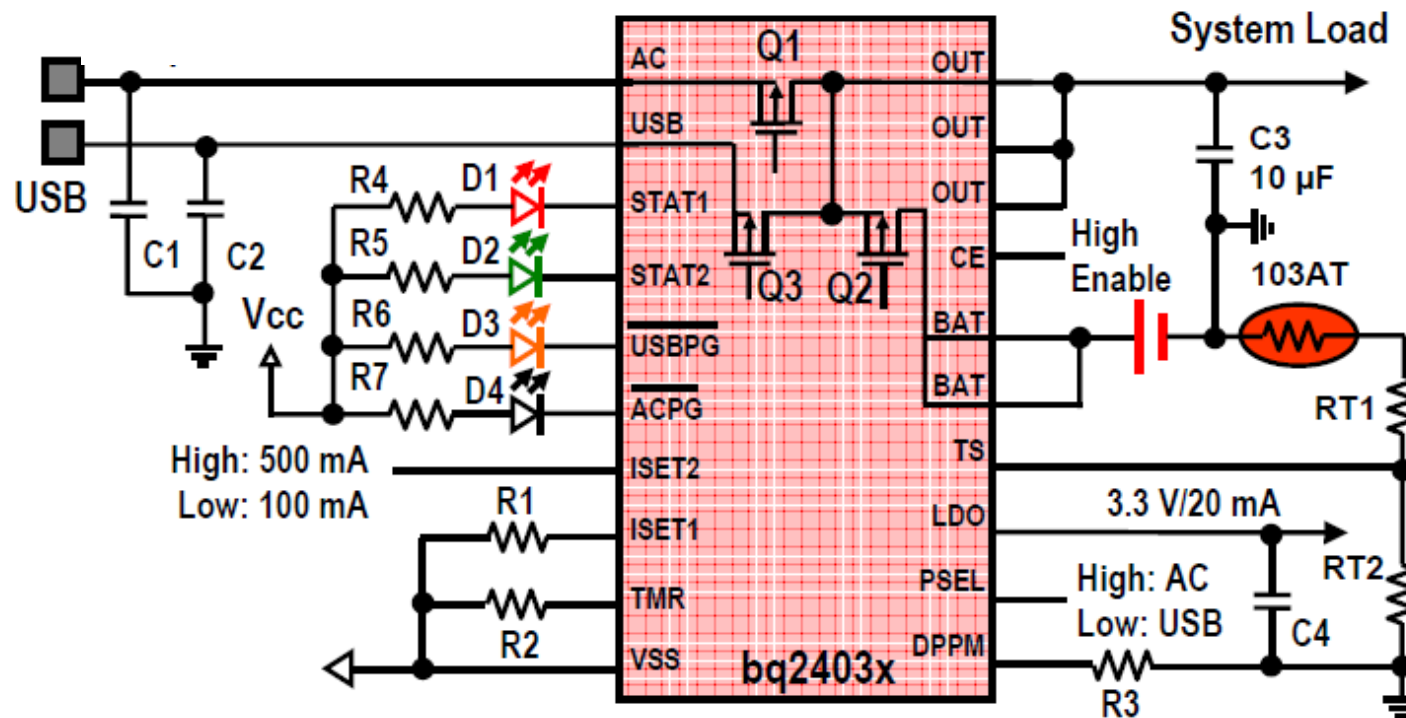 System Load
Q1
AC
OUT
USB
OUT
C3
10 µF
USB
R4
D1
STAT1
OUT
High
Enable
CE
R5
D2
STAT2
Q3
Q2
103AT
C1
C2
Vcc
R6
D3
USBPG
BAT
R7
D4
ACPG
BAT
RT1
High: 500 mA
Low: 100 mA
ISET2
TS
R1
ISET1
LDO
3.3 V/20 mA
RT2
TMR
R2
PSEL
High: AC
Low: USB
C4
VSS
bq2403x
DPPM
R3